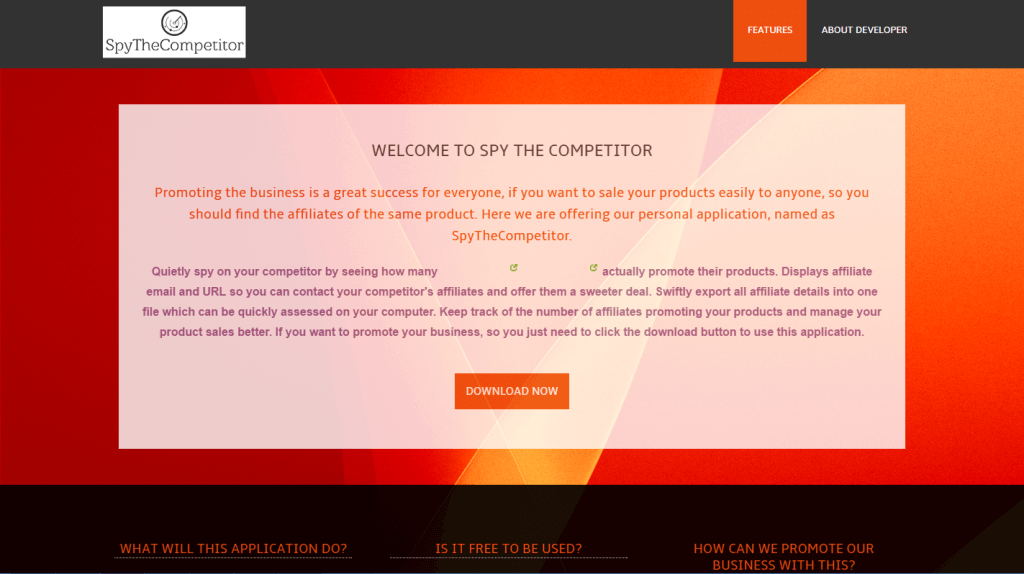 SpyTheCompetitor
FEATURES
ABOUT DEVELOPER
WELCOME TO SPY THE COMPETITOR
Promoting the business is a great success for everyone, if you want to sale your products easily to anyone, so you
should find the affiliates of the same product. Here we are offering our personal application, named as
SpyTheCompetitor.
Quietly spy on your competitor by seeing how many actually promote their products. Displays affiliate
email and URL so you can contact your competitor's affiliates and offer them a sweeter deal. Swiftly export all affiliate details into one
file which can be quickly assessed on your computer. Keep track of the number of affiliates promoting your products and manage your
product sales better. If you want to promote your business, so you just need to click the download button to use this application.
DOWNLOAD NOW
WHAT WILL THIS APPLICATION DO?
IS IT FREE TO BE USED?
HOW CAN WE PROMOTE OUR
BUSINESS WITH THIS?